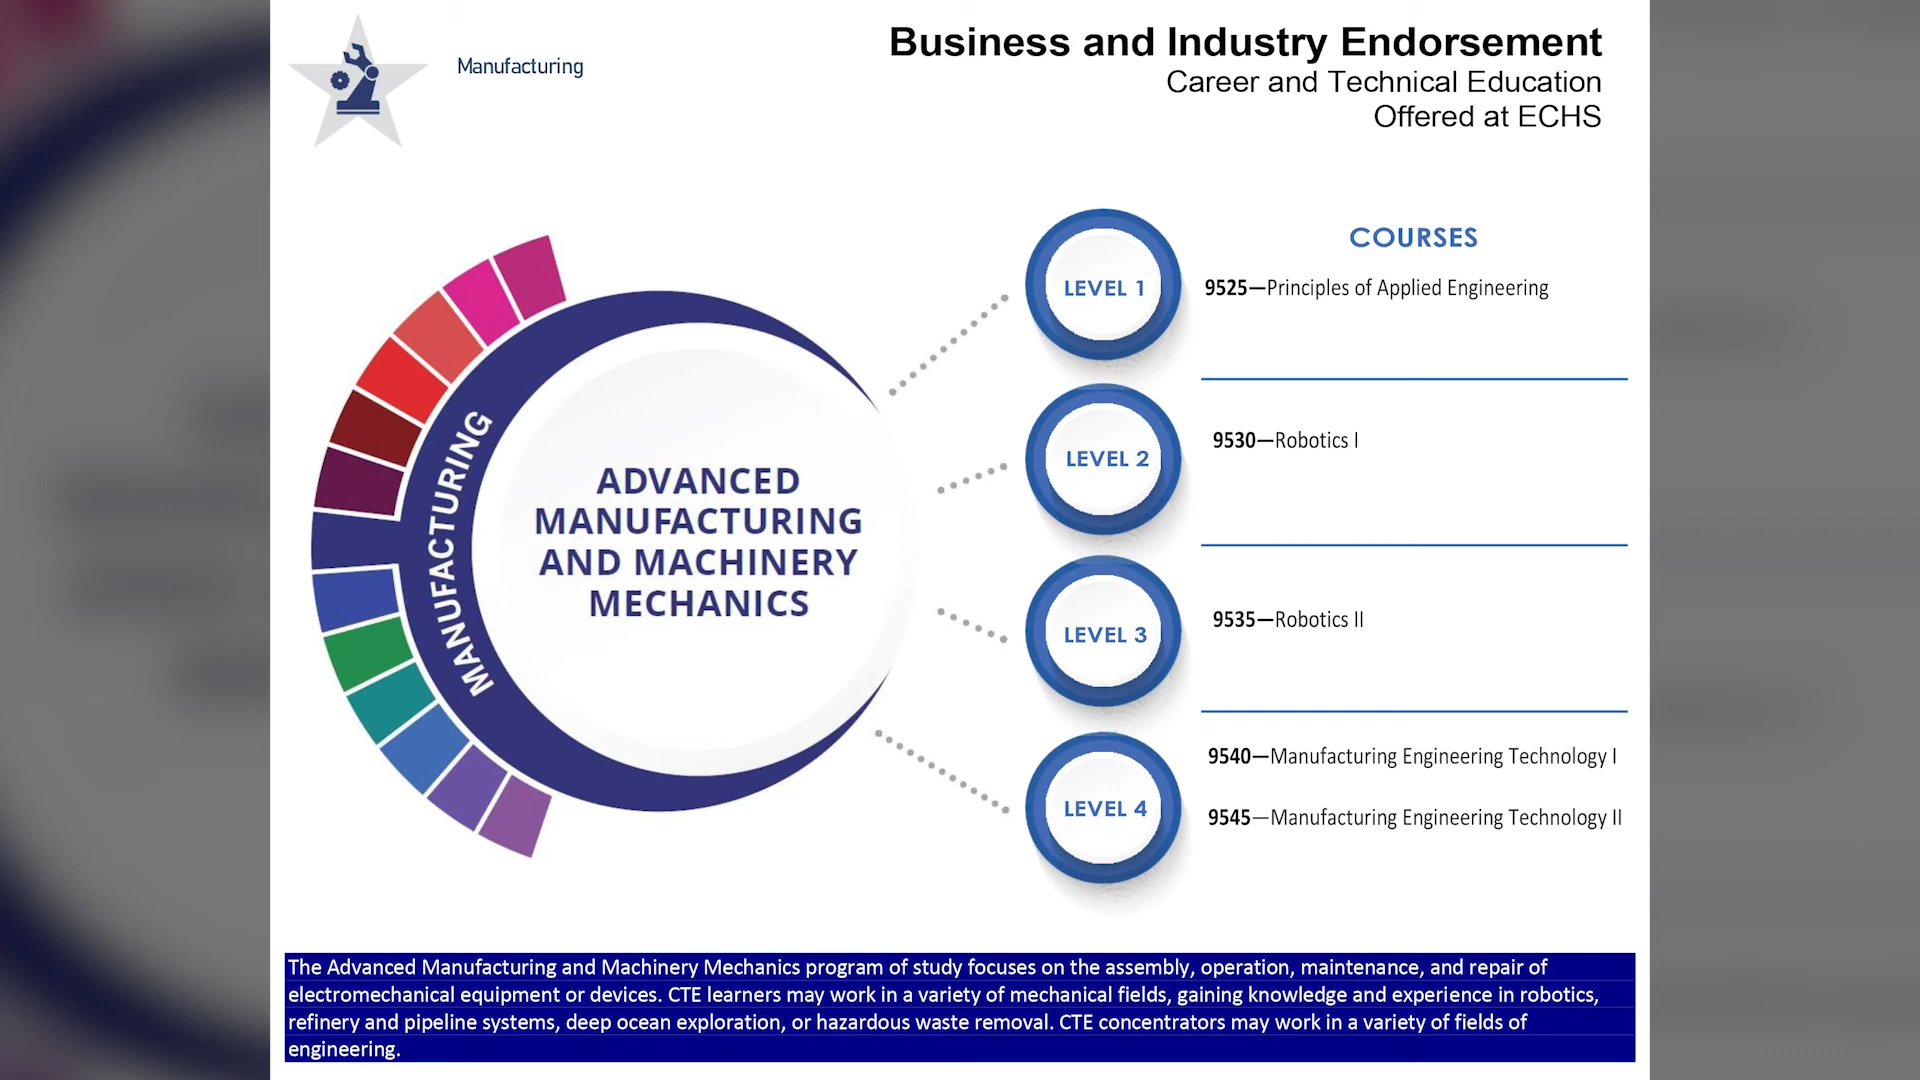 Manufacturing
Business and Industry Endorsement
Career and Technical Education
Offered at ECHS
MANUFACTURING
ADVANCED
MANUFACTURING
AND MACHINERY
MECHANICS
COURSES
LEVEL 1
9525—Principles of Applied Engineering
LEVEL 2
9530—Robotics I
LEVEL 3
9535—Robotics II
LEVEL 4
9540—Manufacturing Engineering Technology I
9545—Manufacturing Engineering Technology II
The Advanced Manufacturing and Machinery Mechanics program of study focuses on the assembly, operation, maintenance, and repair of
electromechanical equipment or devices. CTE learners may work in a variety of mechanical fields, gaining knowledge and experience in robotics,
refinery and pipeline systems, deep ocean exploration, or hazardous waste removal. CTE concentrators may work in a variety of fields of
engineering.